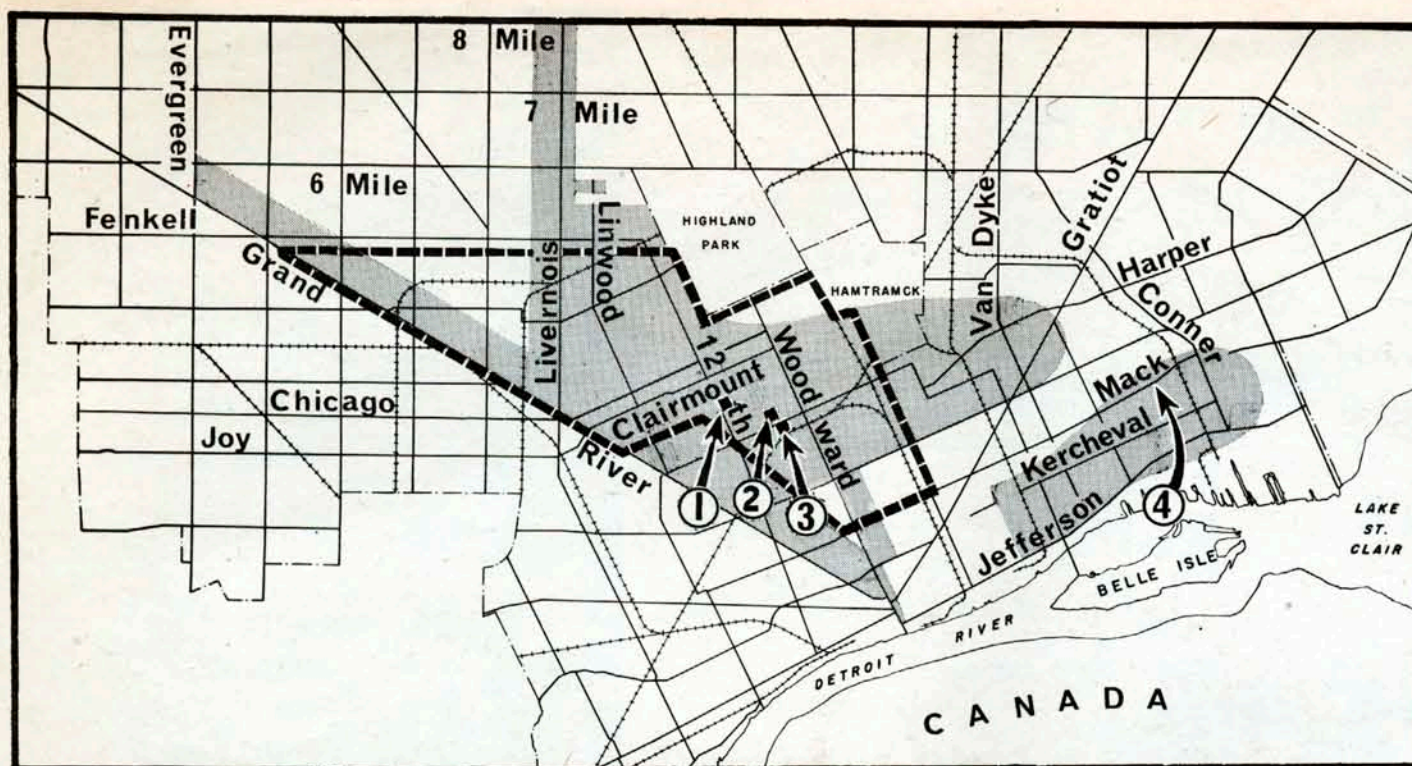 Evergreen
8 Mile
7 Mile
6 Mile
Fenkell
Grand
River
Livernois
Linwood
HIGHLAND
PARK
HAMTRAMCK
Van Dyke
Gratiot
Harper
Conner
Mack
Kercheval
Jefferson
Woodward
12th
Clairmount
Chicago
Joy
1
2
3
4
BELLE ISLE
LAKE
ST.
CLAIR
DETROIT RIVER
CANADA